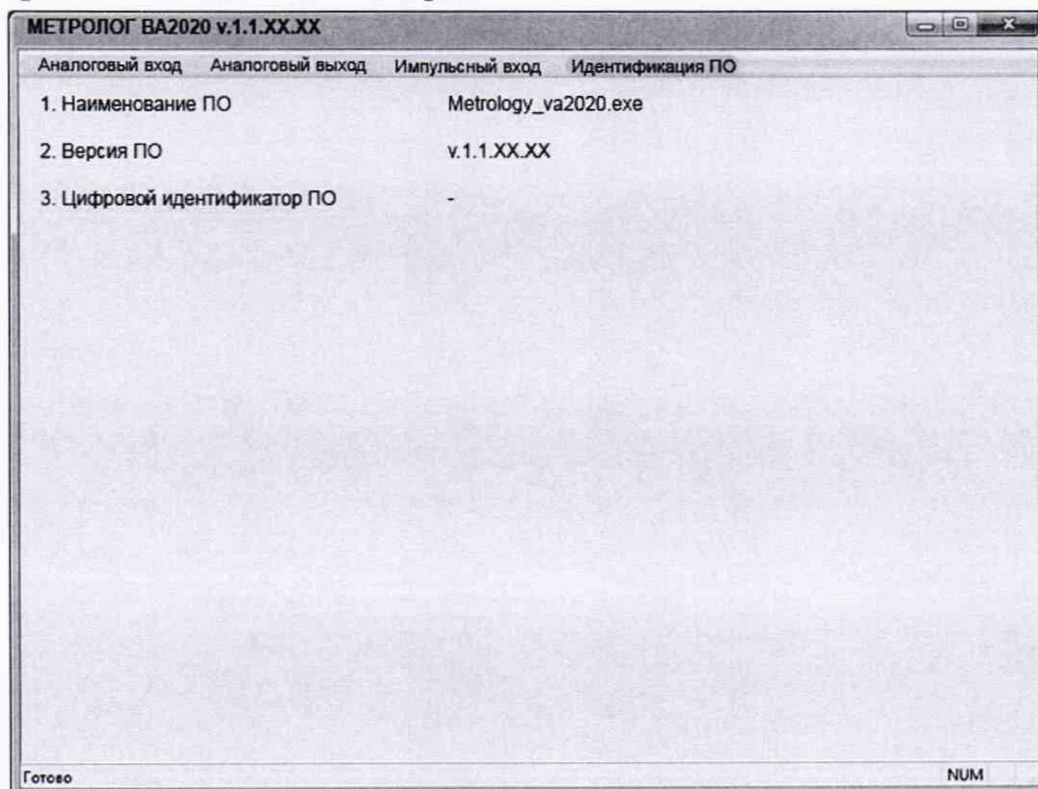 МЕТРОЛОГ ВА2020 v.1.1.XX.XX
Аналоговый вход Аналоговый выход Импульсный вход Идентификация ПО
1. Наименование ПО Metrology_va2020.exe
2. Версия ПО v.1.1.XX.XX
3. Цифровой идентификатор ПО -
Готово NUM